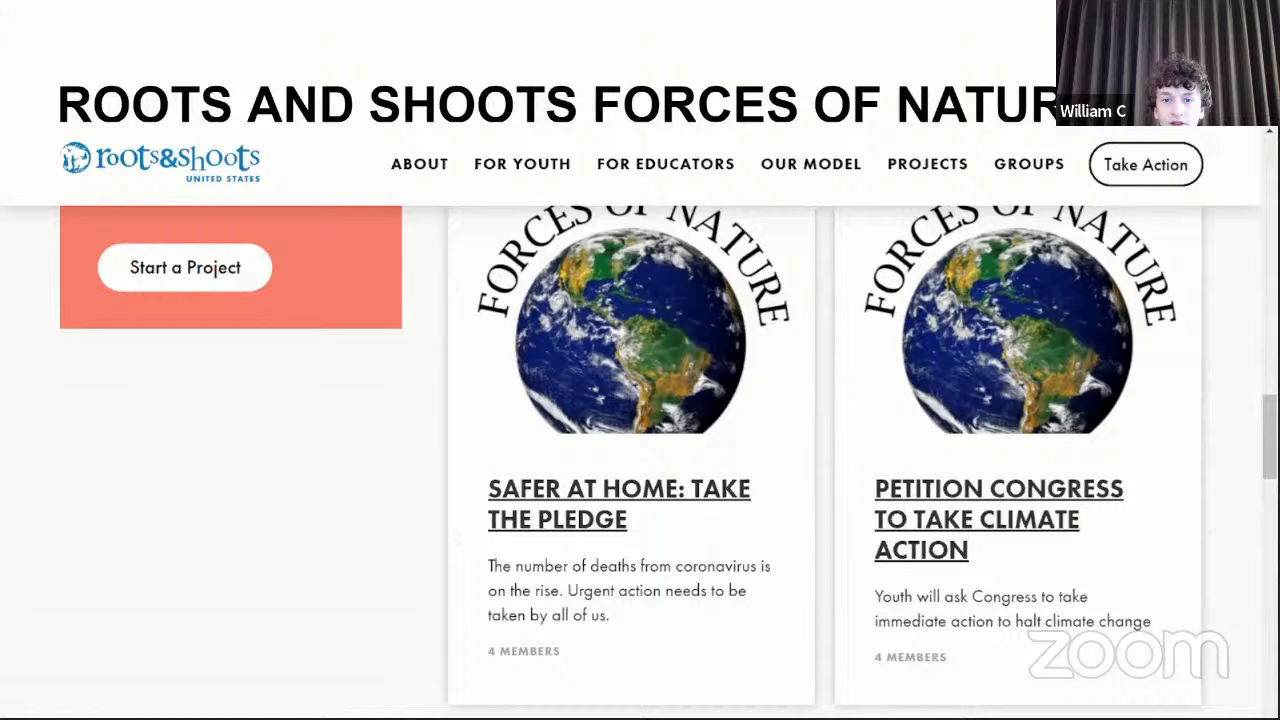 ROOTS AND SHOOTS FORCES OF NATUR
William C
roots&shoots
UNITED STATES
ABOUT FOR YOUTH FOR EDUCATORS OUR MODEL PROJECTS GROUPS Take Action
Start a Project
FORCES OF NATURE
FORCES OF NATURE
SAFER AT HOME: TAKE
THE PLEDGE
The number of deaths from coronavirus is
on the rise. Urgent action needs to be
taken by all of us.
4 MEMBERS
PETITION CONGRESS
TO TAKE CLIMATE
ACTION
Youth will ask Congress to take
immediate action to halt climate change
4 MEMBERS
zoom